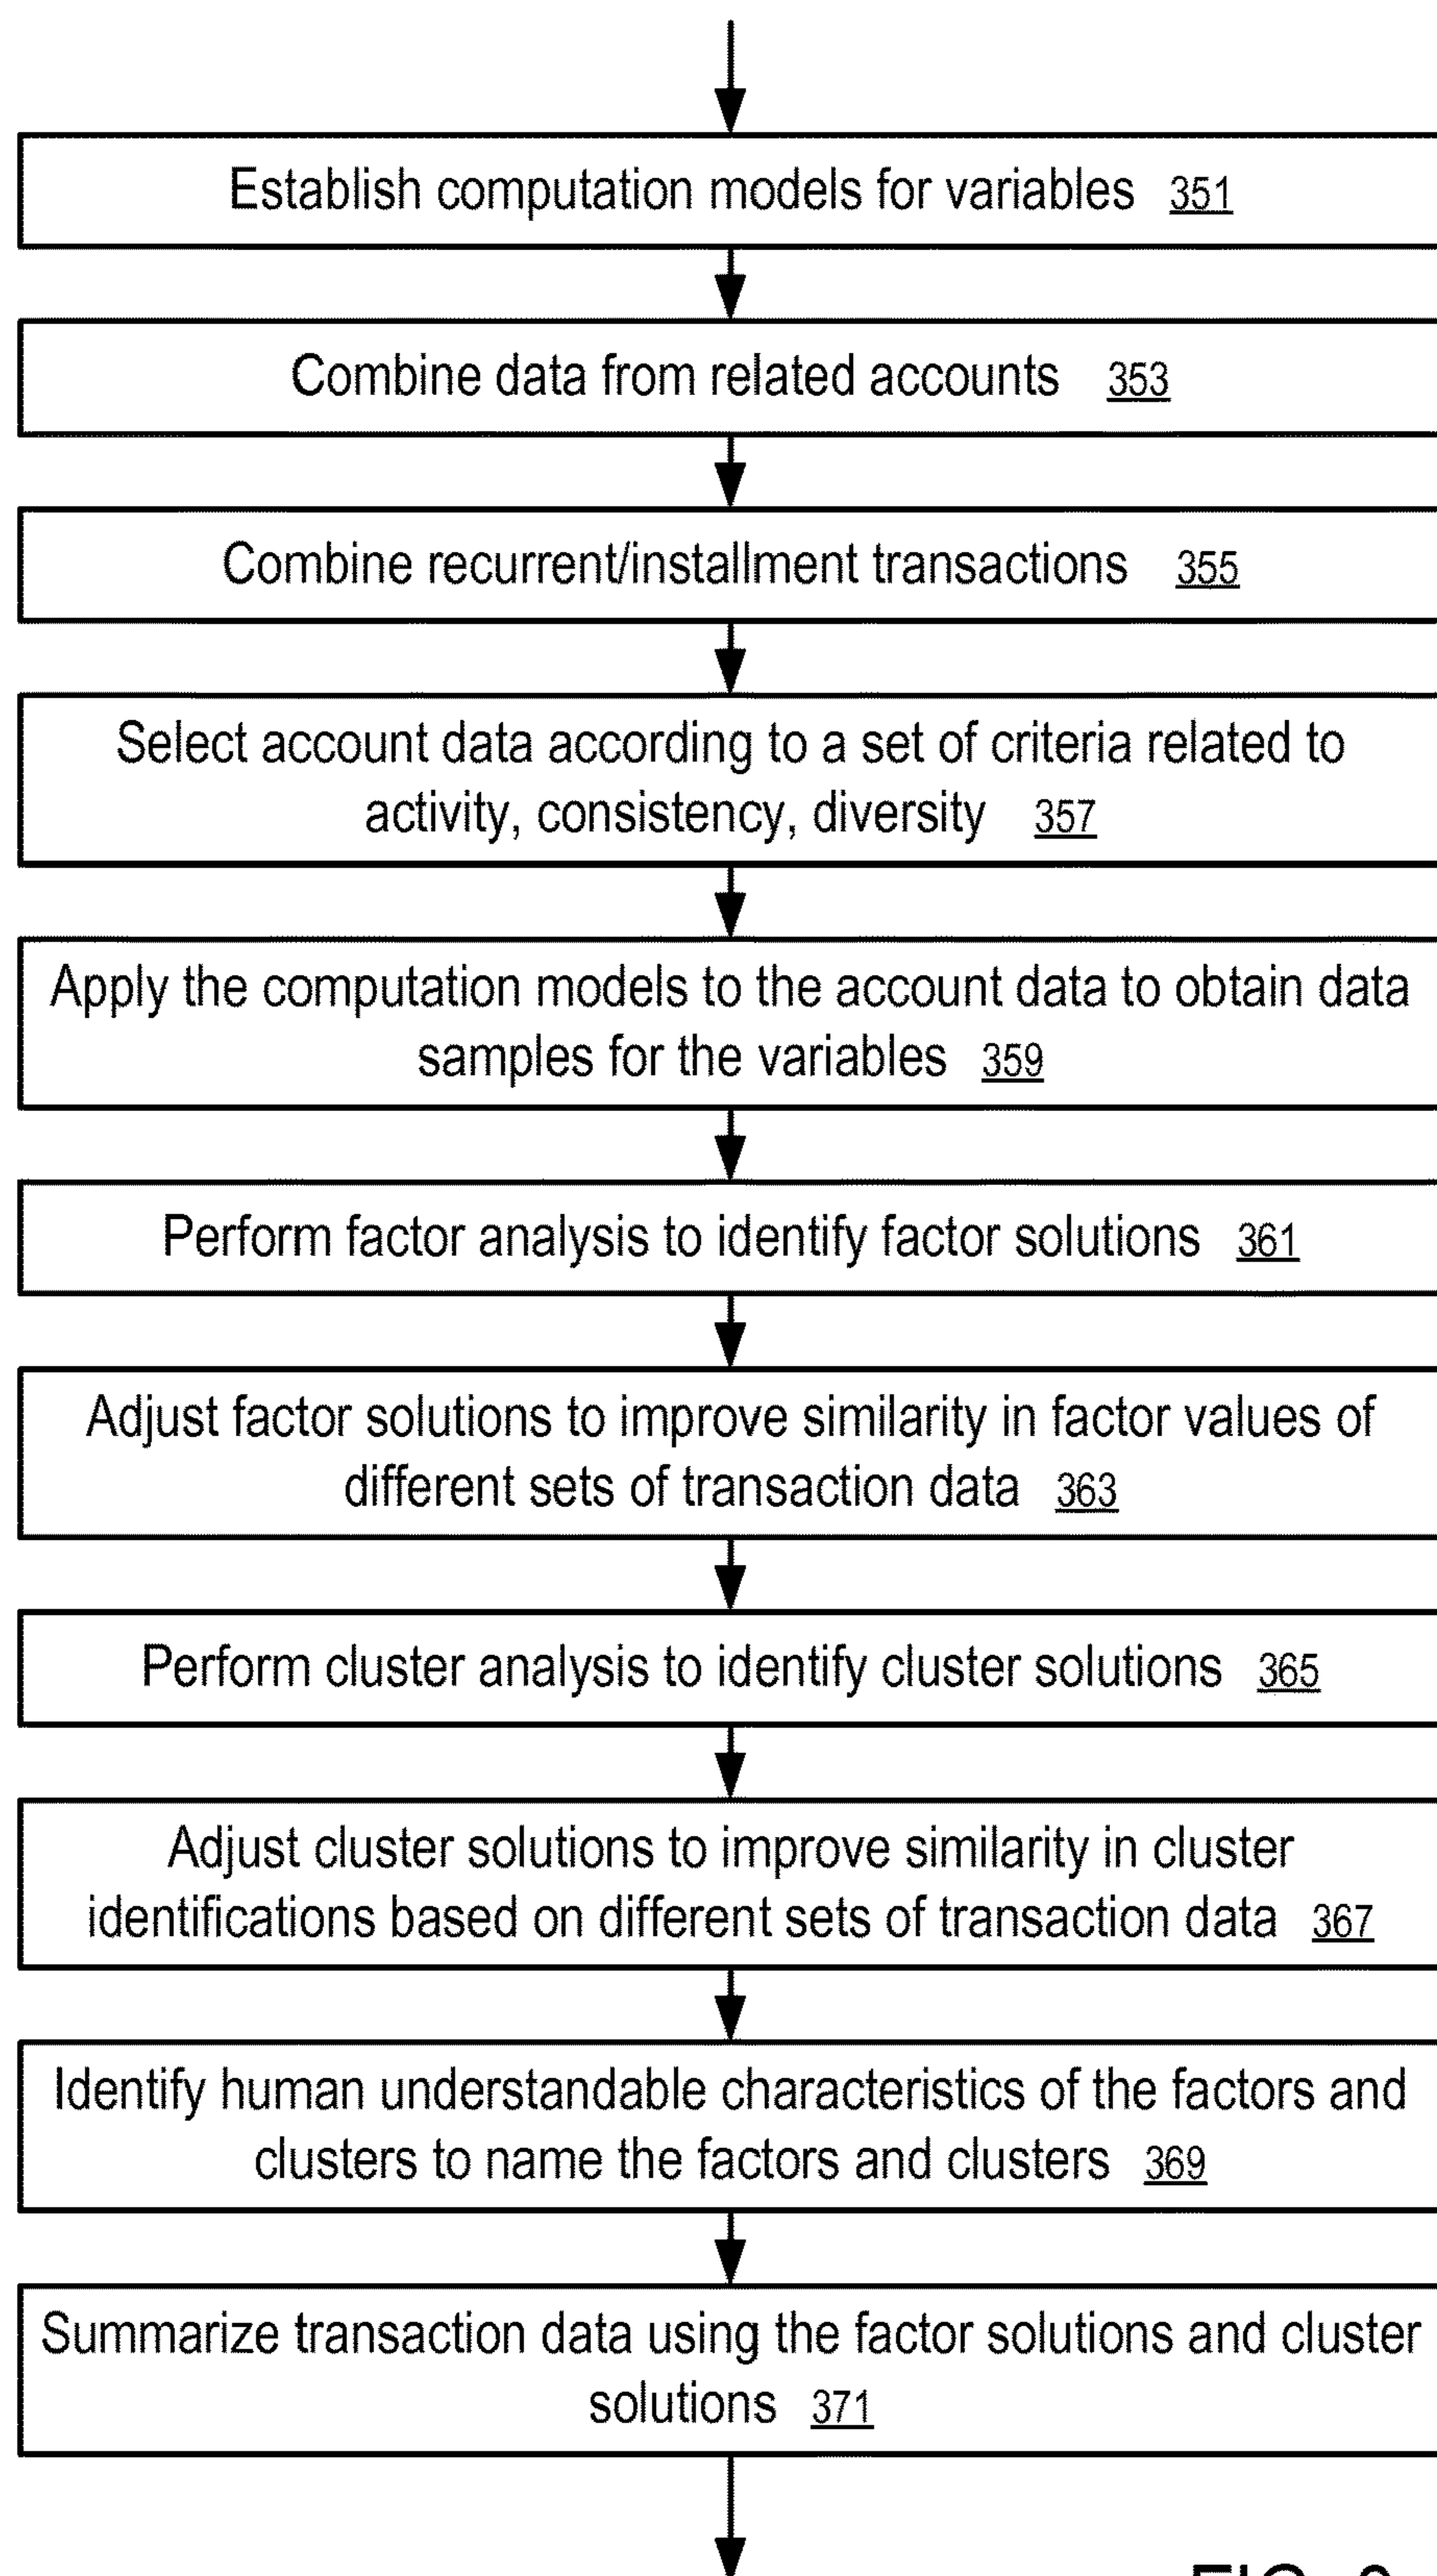 Establish computation models for variables 351
Combine data from related accounts 353
Combine recurrent/installment transactions 355
Select account data according to a set of criteria related to
activity, consistency, diversity 357
Apply the computation models to the account data to obtain data
samples for the variables 359
Perform factor analysis to identify factor solutions 361
Adjust factor solutions to improve similarity in factor values of
different sets of transaction data 363
Perform cluster analysis to identify cluster solutions 365
Adjust cluster solutions to improve similarity in cluster
identifications based on different sets of transaction data 367
Identify human understandable characteristics of the factors and
clusters to name the factors and clusters 369
Summarize transaction data using the factor solutions and cluster
solutions 371
FIG.